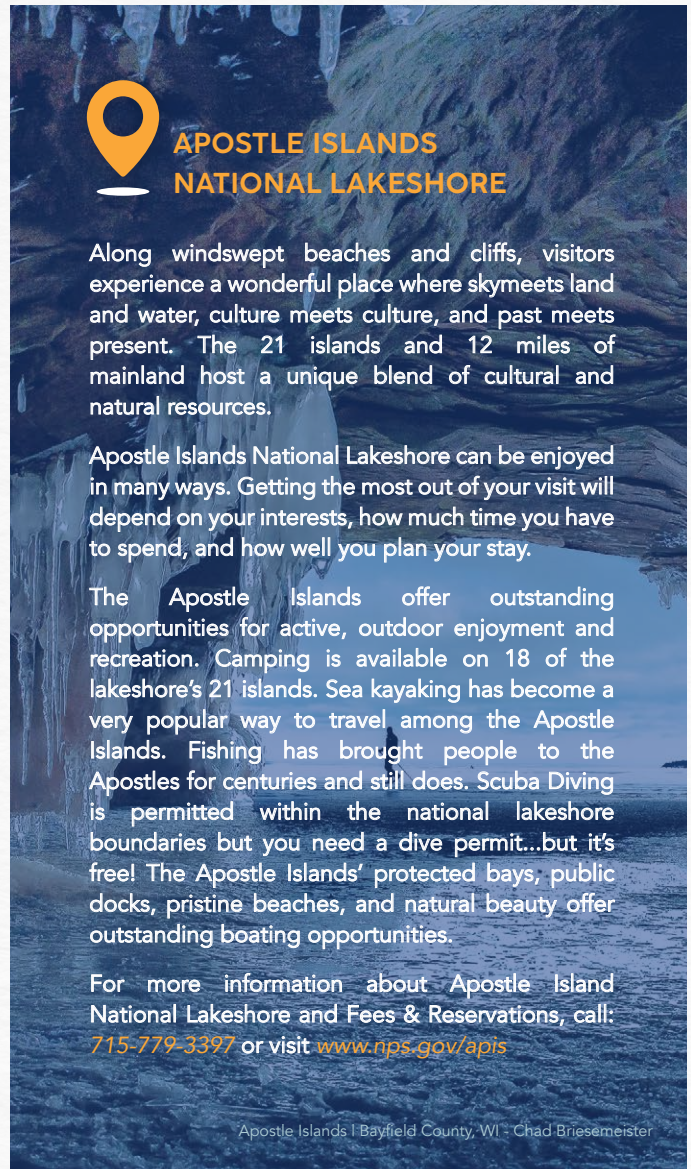 APOSTLE ISLANDS
NATIONAL LAKESHORE
Along windswept beaches and cliffs, visitors
experience a wonderful place where skymeets land
and water, culture meets culture, and past meets
present. The 21 islands and 12 miles of
mainland host a unique blend of cultural and
natural resources.
Apostle Islands National Lakeshore can be enjoyed
in many ways. Getting the most out of your visit will
depend on your interests, how much time you have
to spend, and how well you plan your stay.
The Apostle Islands offer outstanding
opportunities for active, outdoor enjoyment and
recreation. Camping is available on 18 of the
lakeshore’s 21 islands. Sea kayaking has become a
very popular way to travel among the Apostle
Islands. Fishing has brought people to the
Apostles for centuries and still does. Scuba Diving
is permitted within the national lakeshore
boundaries but you need a dive permit...but it’s
free! The Apostle Islands’ protected bays, public
docks, pristine beaches, and natural beauty offer
outstanding boating opportunities.
For more information about Apostle Island
National Lakeshore and Fees & Reservations, call:
715-779-3397 or visit www.nps.gov/apis
Apostle Islands | Bayfield County, WI - Chad Briesemeister